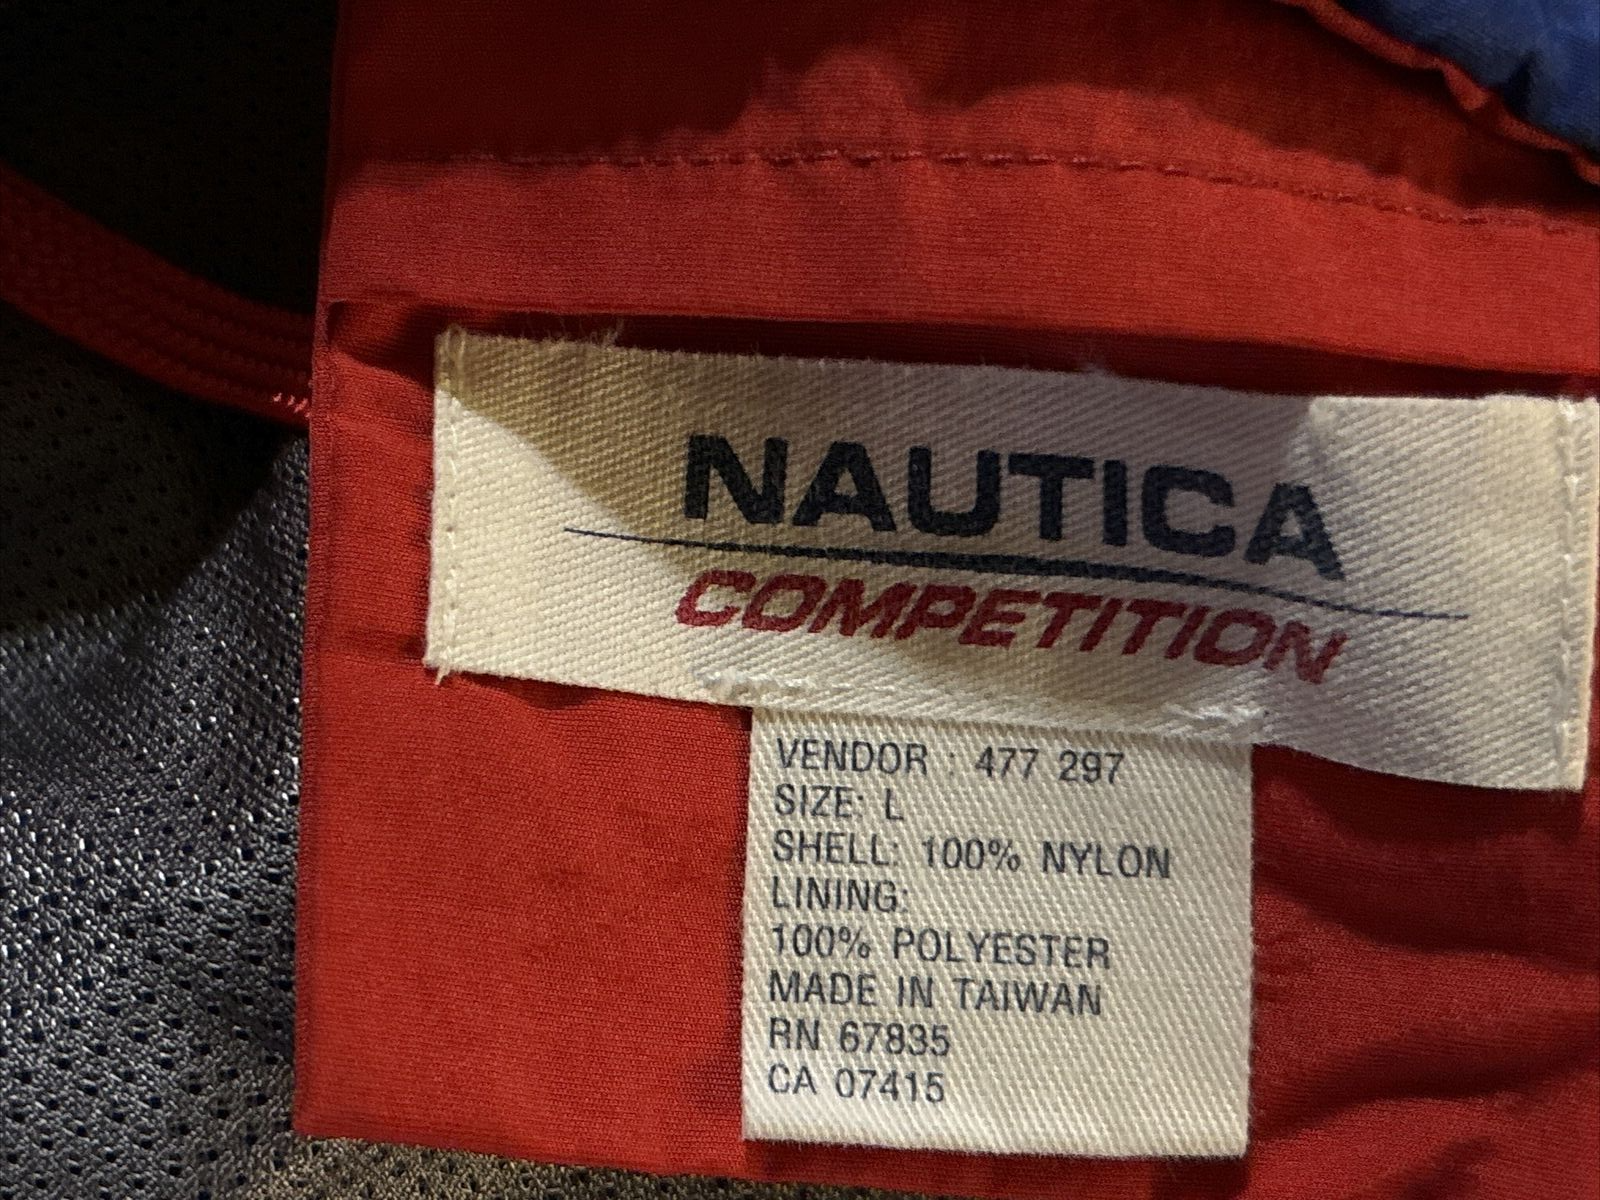 NAUTICA
COMPETITION
VENDOR : 477 297
SIZE: L
SHELL: 100% NYLON
LINING:
100% POLYESTER
MADE IN TAIWAN
RN 67835
CA 07415